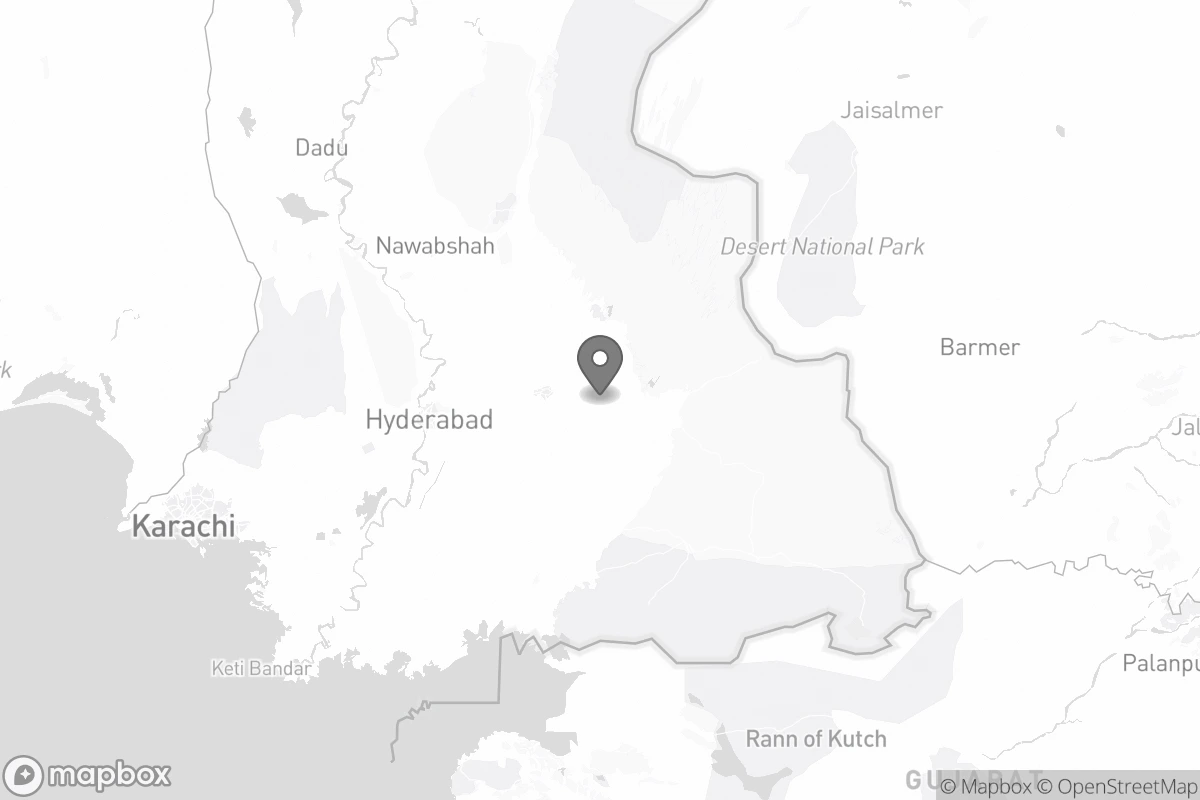 Jaisalmer
Dadu
Nawabshah
Desert National Park
Barmer
Hyderabad
Karachi
Keti Bandar
Palanpu
Rann of Kutch
GUJARAT
mapbox
© Mapbox © OpenStreetMap